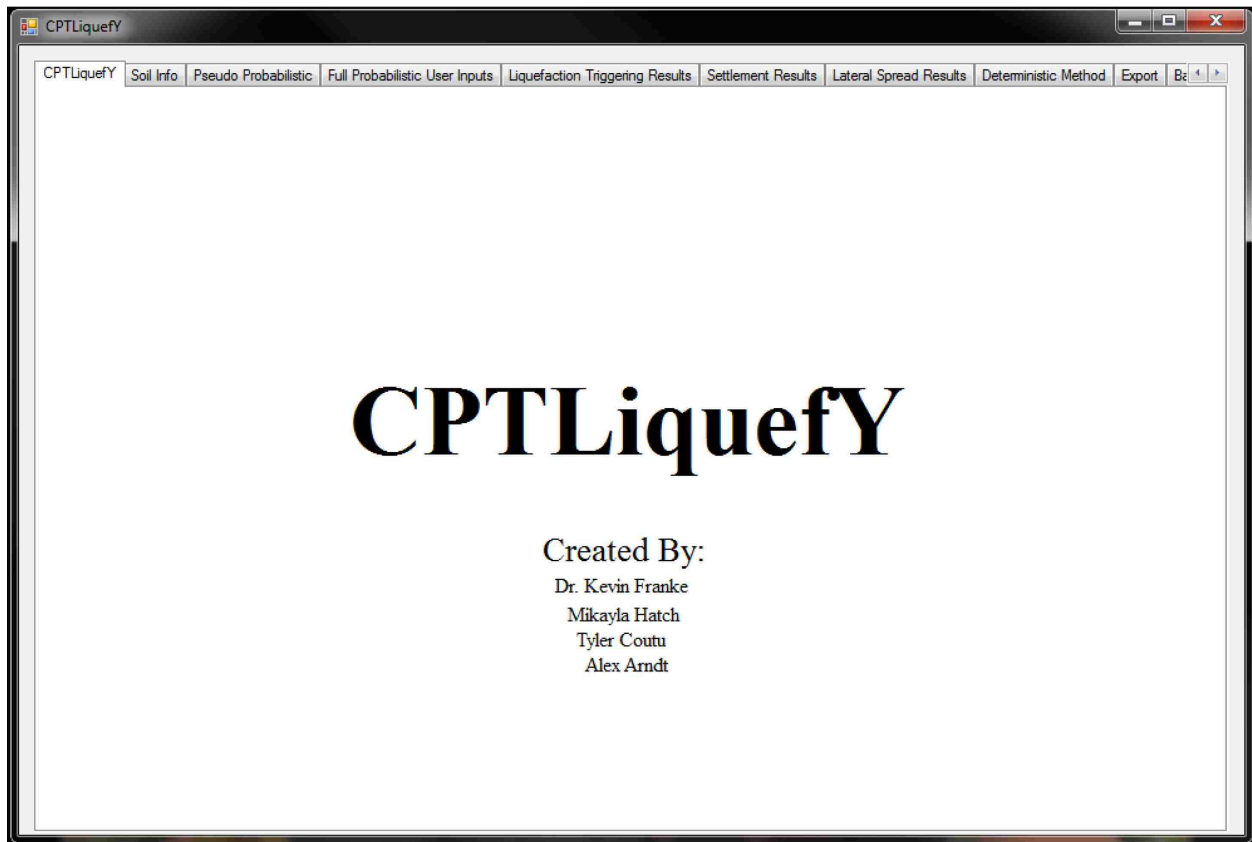 CPTLiquefY
CPTLiquefY Soil Info Pseudo Probabilistic Full Probabilistic User Inputs Liquefaction Triggering Results Settlement Results Lateral Spread Results Deterministic Method Export
CPTLiquefY
Created By:
Dr. Kevin Franke
Mikayla Hatch
Tyler Coutu
Alex Arndt